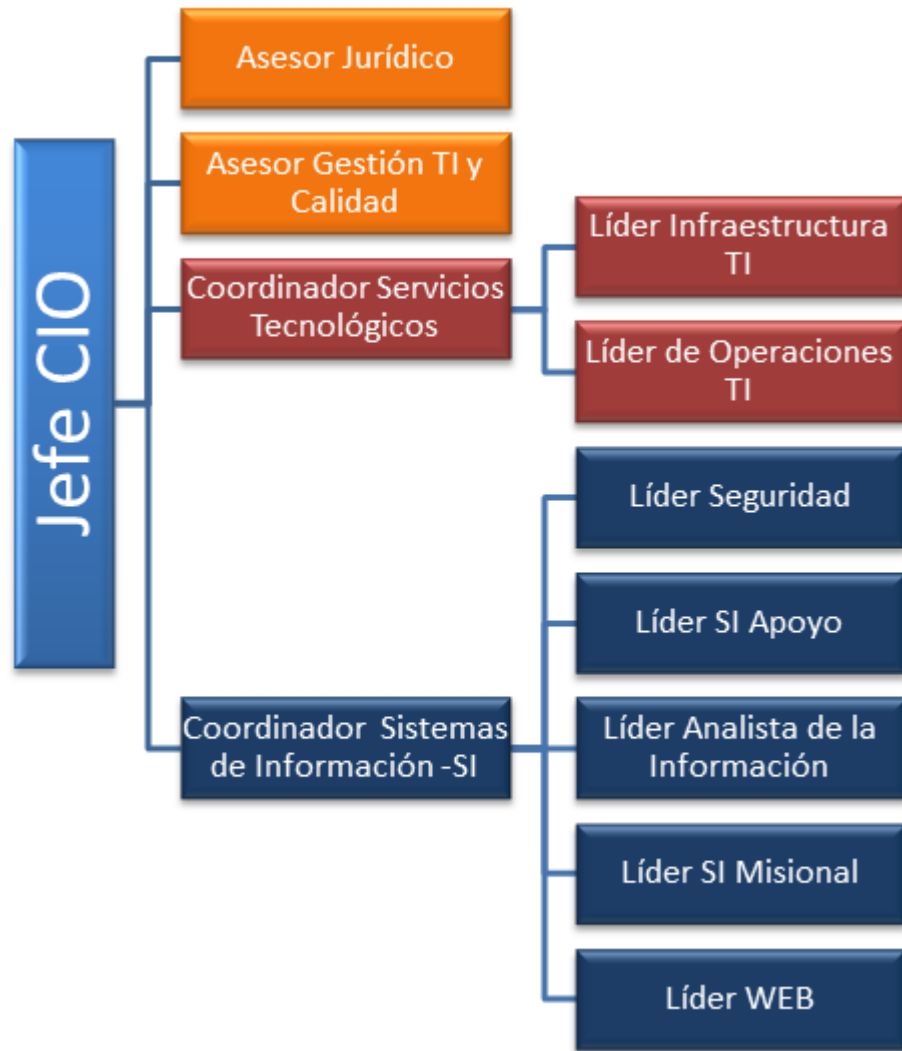 Jefe CIO
Asesor Jurídico
Asesor Gestión TI y
Calidad
Coordinador Servicios
Tecnológicos
Líder Infraestructura
TI
Líder de Operaciones
TI
Coordinador Sistemas
de Información -SI
Líder Seguridad
Líder SI Apoyo
Líder Analista de la
Información
Líder SI Misional
Líder WEB